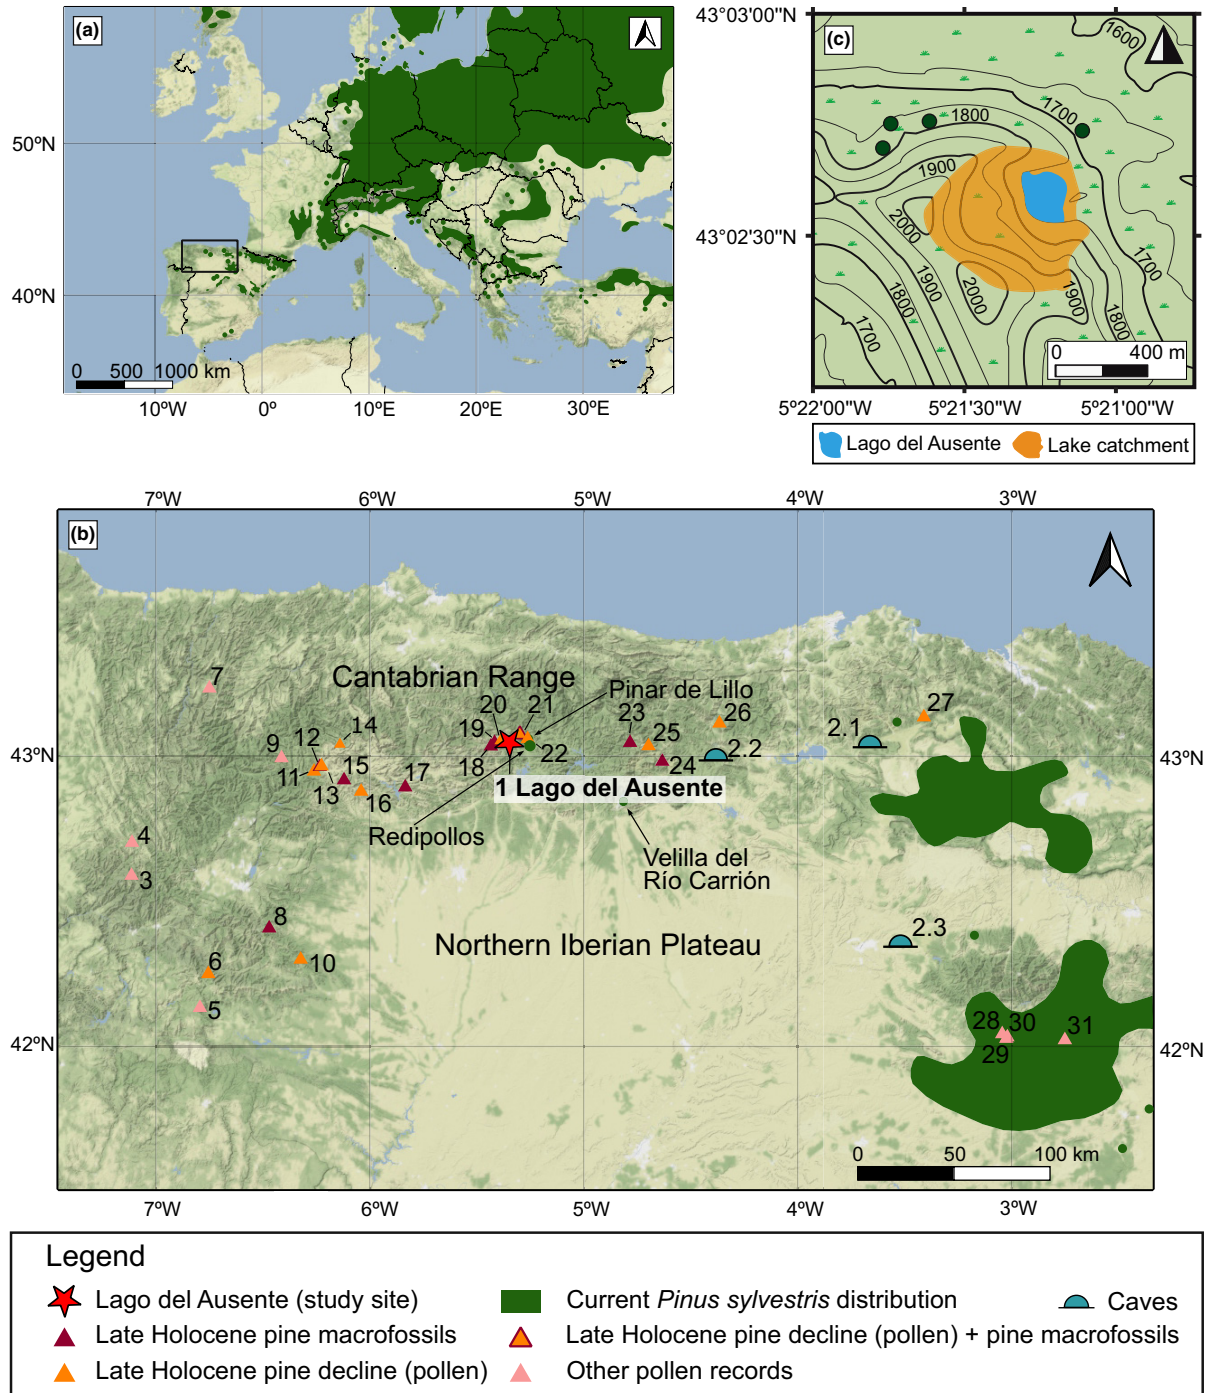 (a)
50ºN
40ºN
0 500 1000 km
10ºW 0º 10ºE 20ºE 30ºE
43º03'00"N
(c)
1600
1700
1800
1900
2000
43º02'30"N
1700
1900
2000
1900
1800
1800
1700
0 400 m
5º22'00"W 5º21'30"W 5º21'00"W
Lago del Ausente Lake catchment
7ºW 6ºW 5ºW 4ºW 3ºW
(b)
Cantabrian Range
Pinar de Lillo
7
14
20
21
19
23
26
27
12
9
25
2.1
43ºN
43ºN
11
13
15
17
18
22
24
2.2
16
1 Lago del Ausente
Redipollos
Velilla del
Río Carrión
4
3
8
Northern Iberian Plateau
2.3
6
10
5
28
30
31
29
42ºN
42ºN
0 50 100 km
7ºW 6ºW 5ºW 4ºW 3ºW
Legend
Lago del Ausente (study site)
Current Pinus sylvestris distribution
Caves
Late Holocene pine macrofossils
Late Holocene pine decline (pollen) + pine macrofossils
Late Holocene pine decline (pollen)
Other pollen records